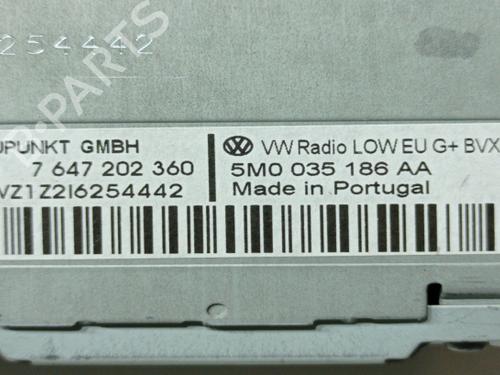 254442
UPUNKT GMBH
7 647 202 360
VZ1Z2I6254442
VW Radio LOW EU G+ BVX
5M0 035 186 AA
Made in Portugal
B-PARTS